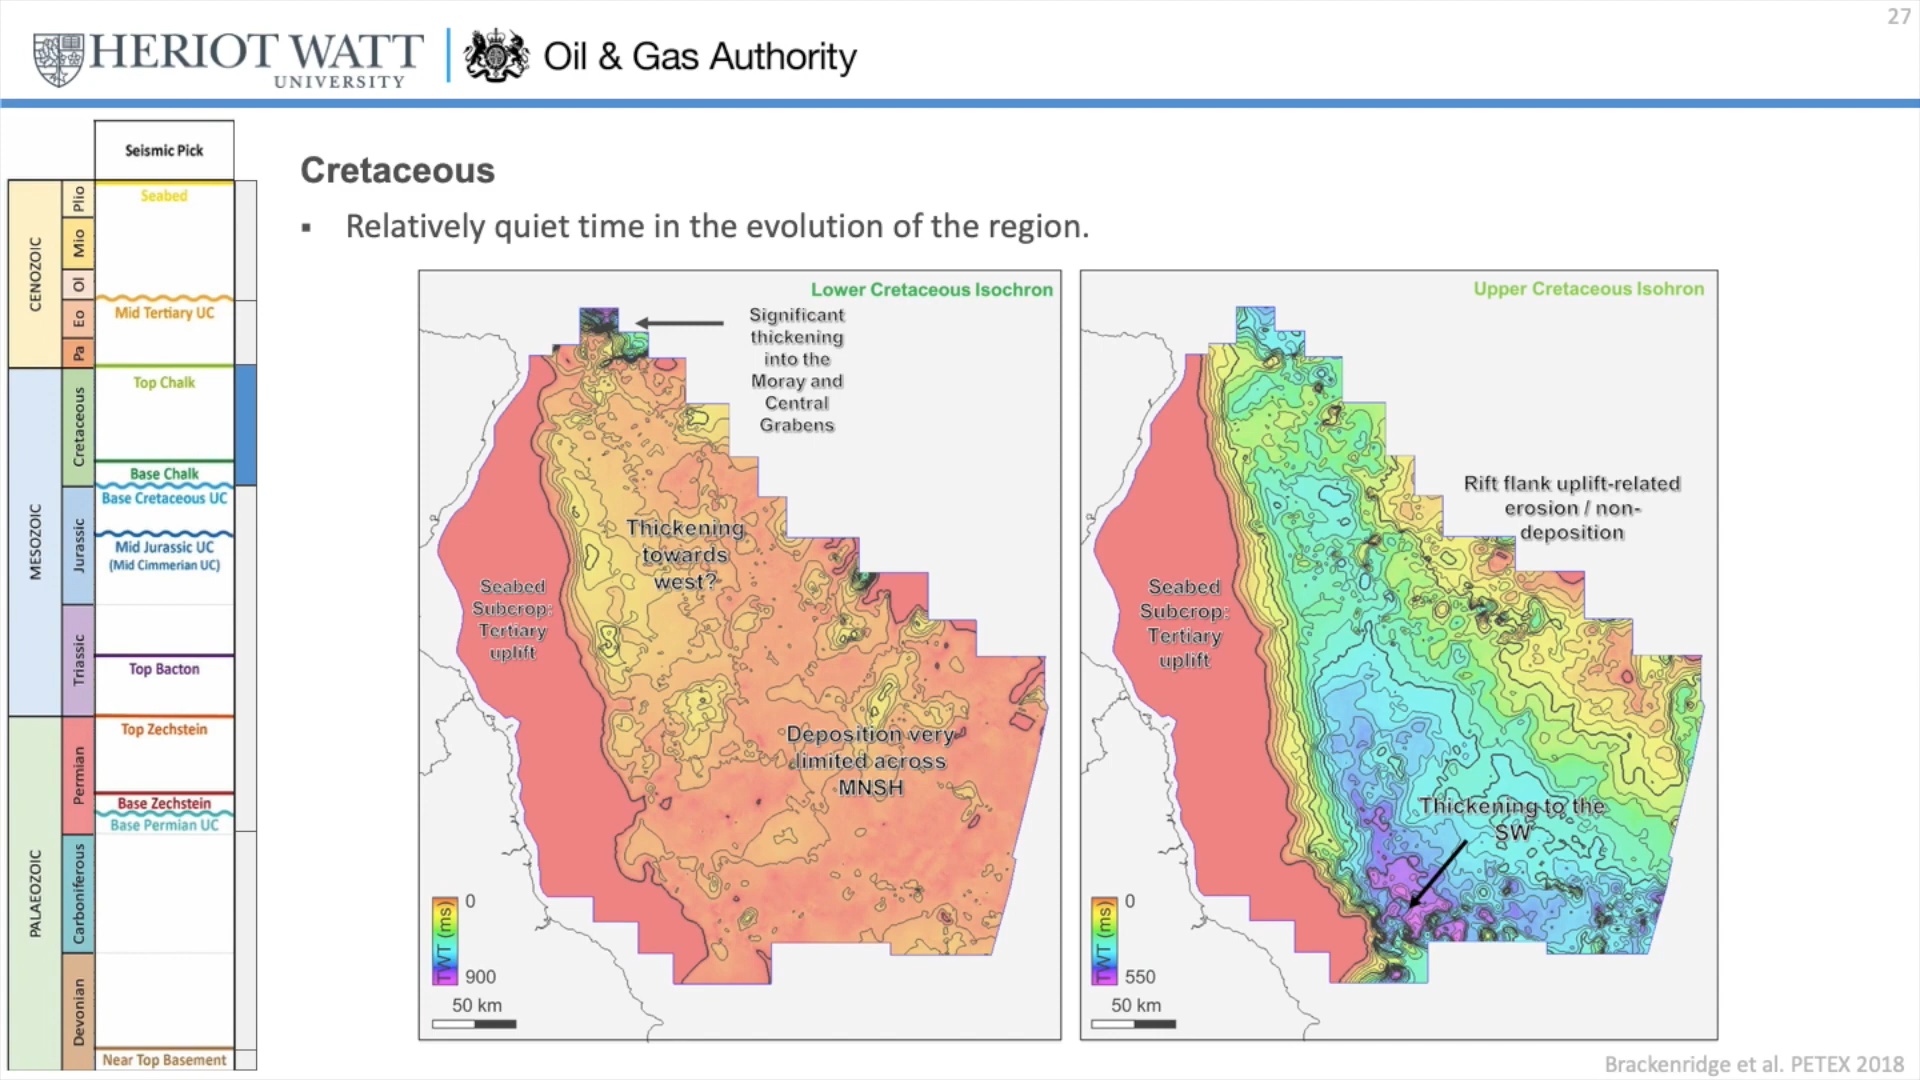 27
HERIOT WATT
UNIVERSITY
Oil & Gas Authority
Seismic Pick
CENOZOIC
Plio
Mio
Ol
Eo
Pa
Seabed
Mid Tertiary UC
MESOZOIC
Cretaceous
Jurassic
Triassic
Top Chalk
Base Chalk
Base Cretaceous UC
Mid Jurassic UC
(Mid Cimmerian UC)
Top Bacton
PALAEOZOIC
Permian
Carboniferous
Devonian
Top Zechstein
Base Zechstein
Base Permian UC
Near Top Basement
Cretaceous
▪ Relatively quiet time in the evolution of the region.
Lower Cretaceous Isochron
Significant
thickening
into the
Moray and
Central
Grabens
Thickening
towards
west?
Seabed
Subcrop:
Tertiary
uplift
Deposition very
limited across
MNSH
TWT (ms)
0
900
50 km
Upper Cretaceous Isohron
Rift flank uplift-related
erosion / non-
deposition
Seabed
Subcrop:
Tertiary
uplift
Thickening to the
SW
TWT (ms)
0
550
50 km
Brackenridge et al. PETEX 2018